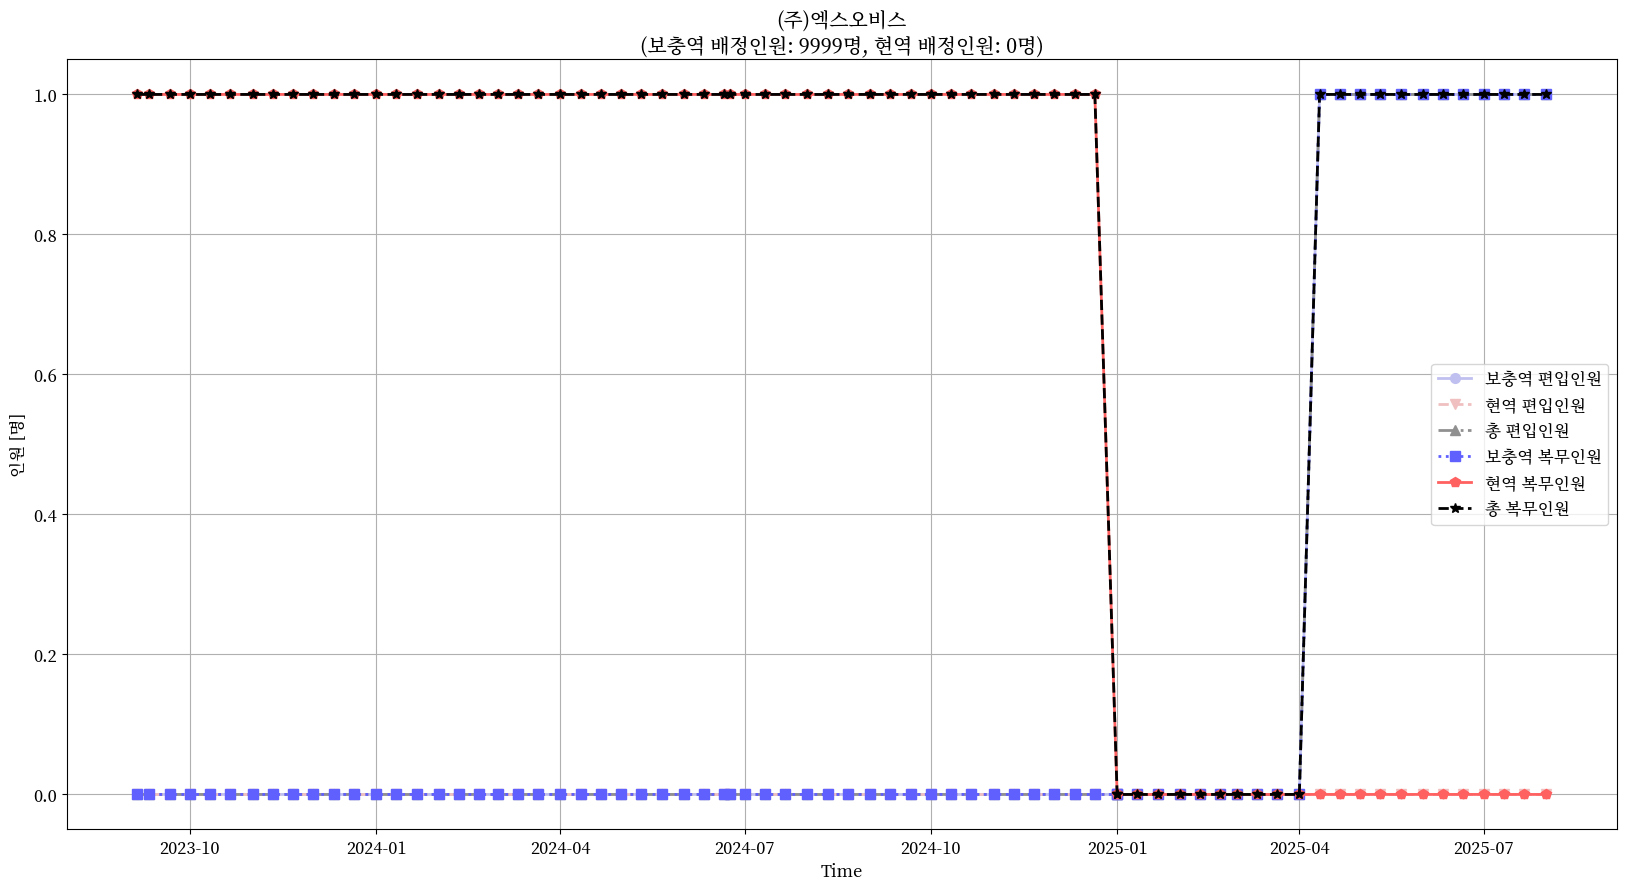 (주)엑스오비스
(보충역 배정인원: 9999명, 현역 배정인원: 0명)
1.0
0.8
0.6
0.4
0.2
0.0
인원 [명]
보충역 편입인원
현역 편입인원
총 편입인원
보충역 복무인원
현역 복무인원
총 복무인원
2023-10
2024-01
2024-04
2024-07
2024-10
2025-01
2025-04
2025-07
Time